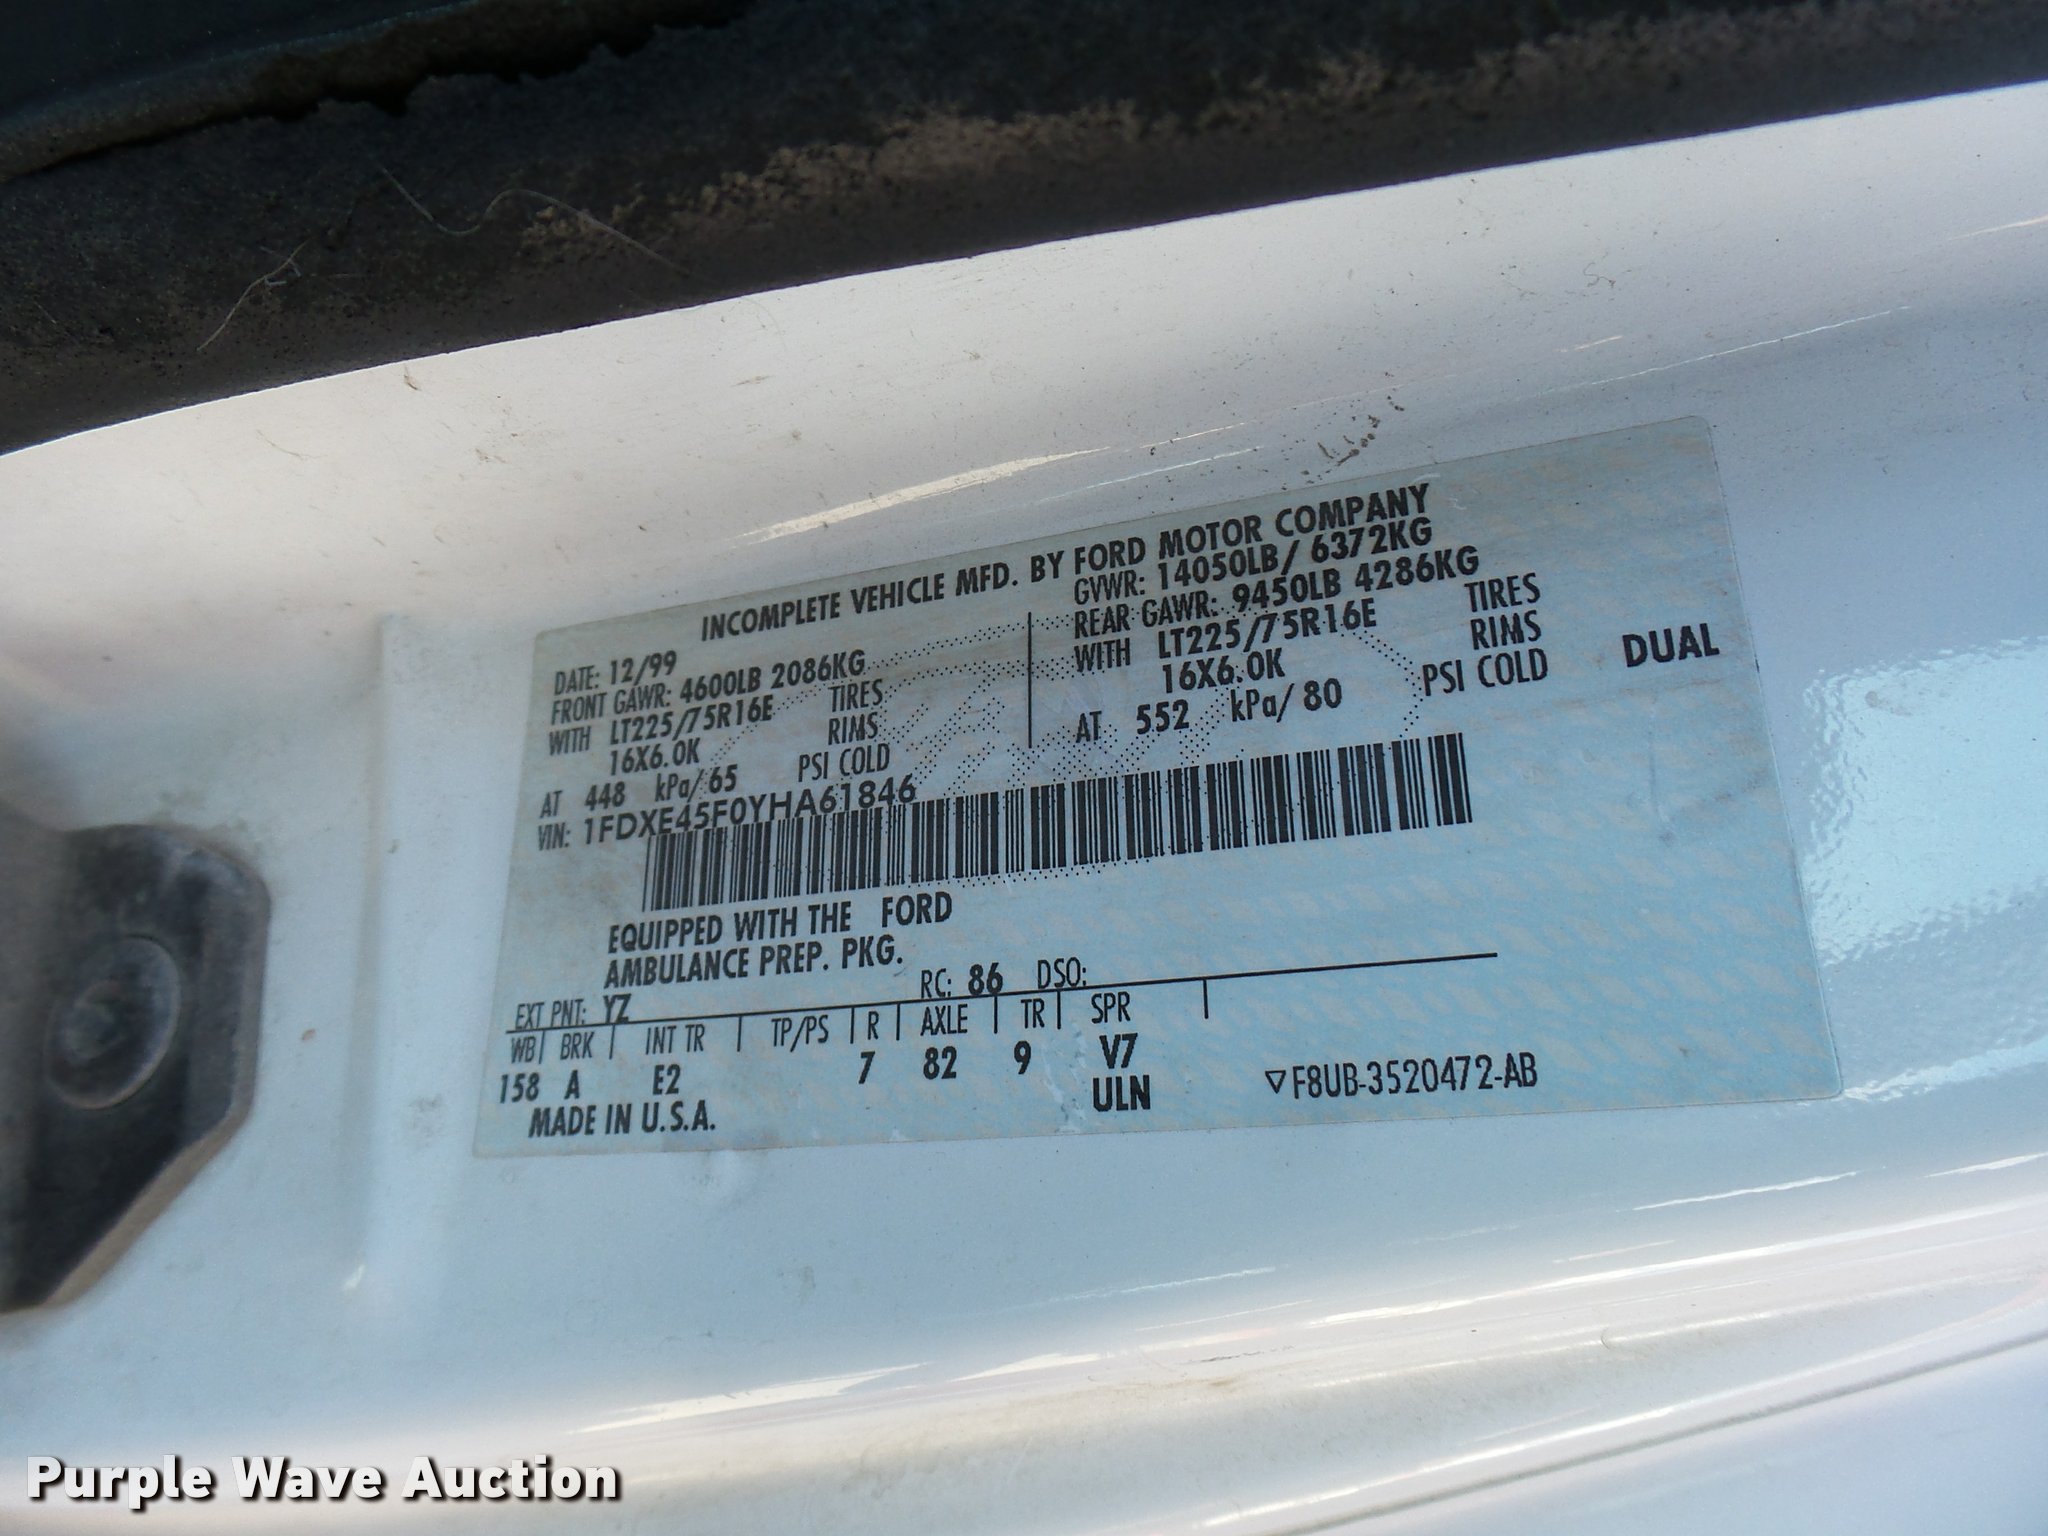 INCOMPLETE VEHICLE MFD. BY FORD MOTOR COMPANY
DATE: 12/99 GVWR: 14050LB/ 6372KG
FRONT GAWR: 4600LB 2086KG REAR GAWR: 9450LB 4286KG
WITH LT225/75R16E TIRES WITH LT225/75R16E TIRES
16X6.0K RIMS 16X6.0K RIMS
AT 448 kPa/ 65 PSI COLD AT 552 kPa/ 80 PSI COLD DUAL
VIN: 1FDXE45F0YHA61846
EQUIPPED WITH THE FORD
AMBULANCE PREP. PKG.
EXT PNT: YZ RC: 86 DSO:
WB BRK INT TR TP/PS R AXLE TR SPR
158 A E2 7 82 9 V7
ULN
MADE IN U.S.A. ▽F8UB-3520472-AB
Purple Wave Auction